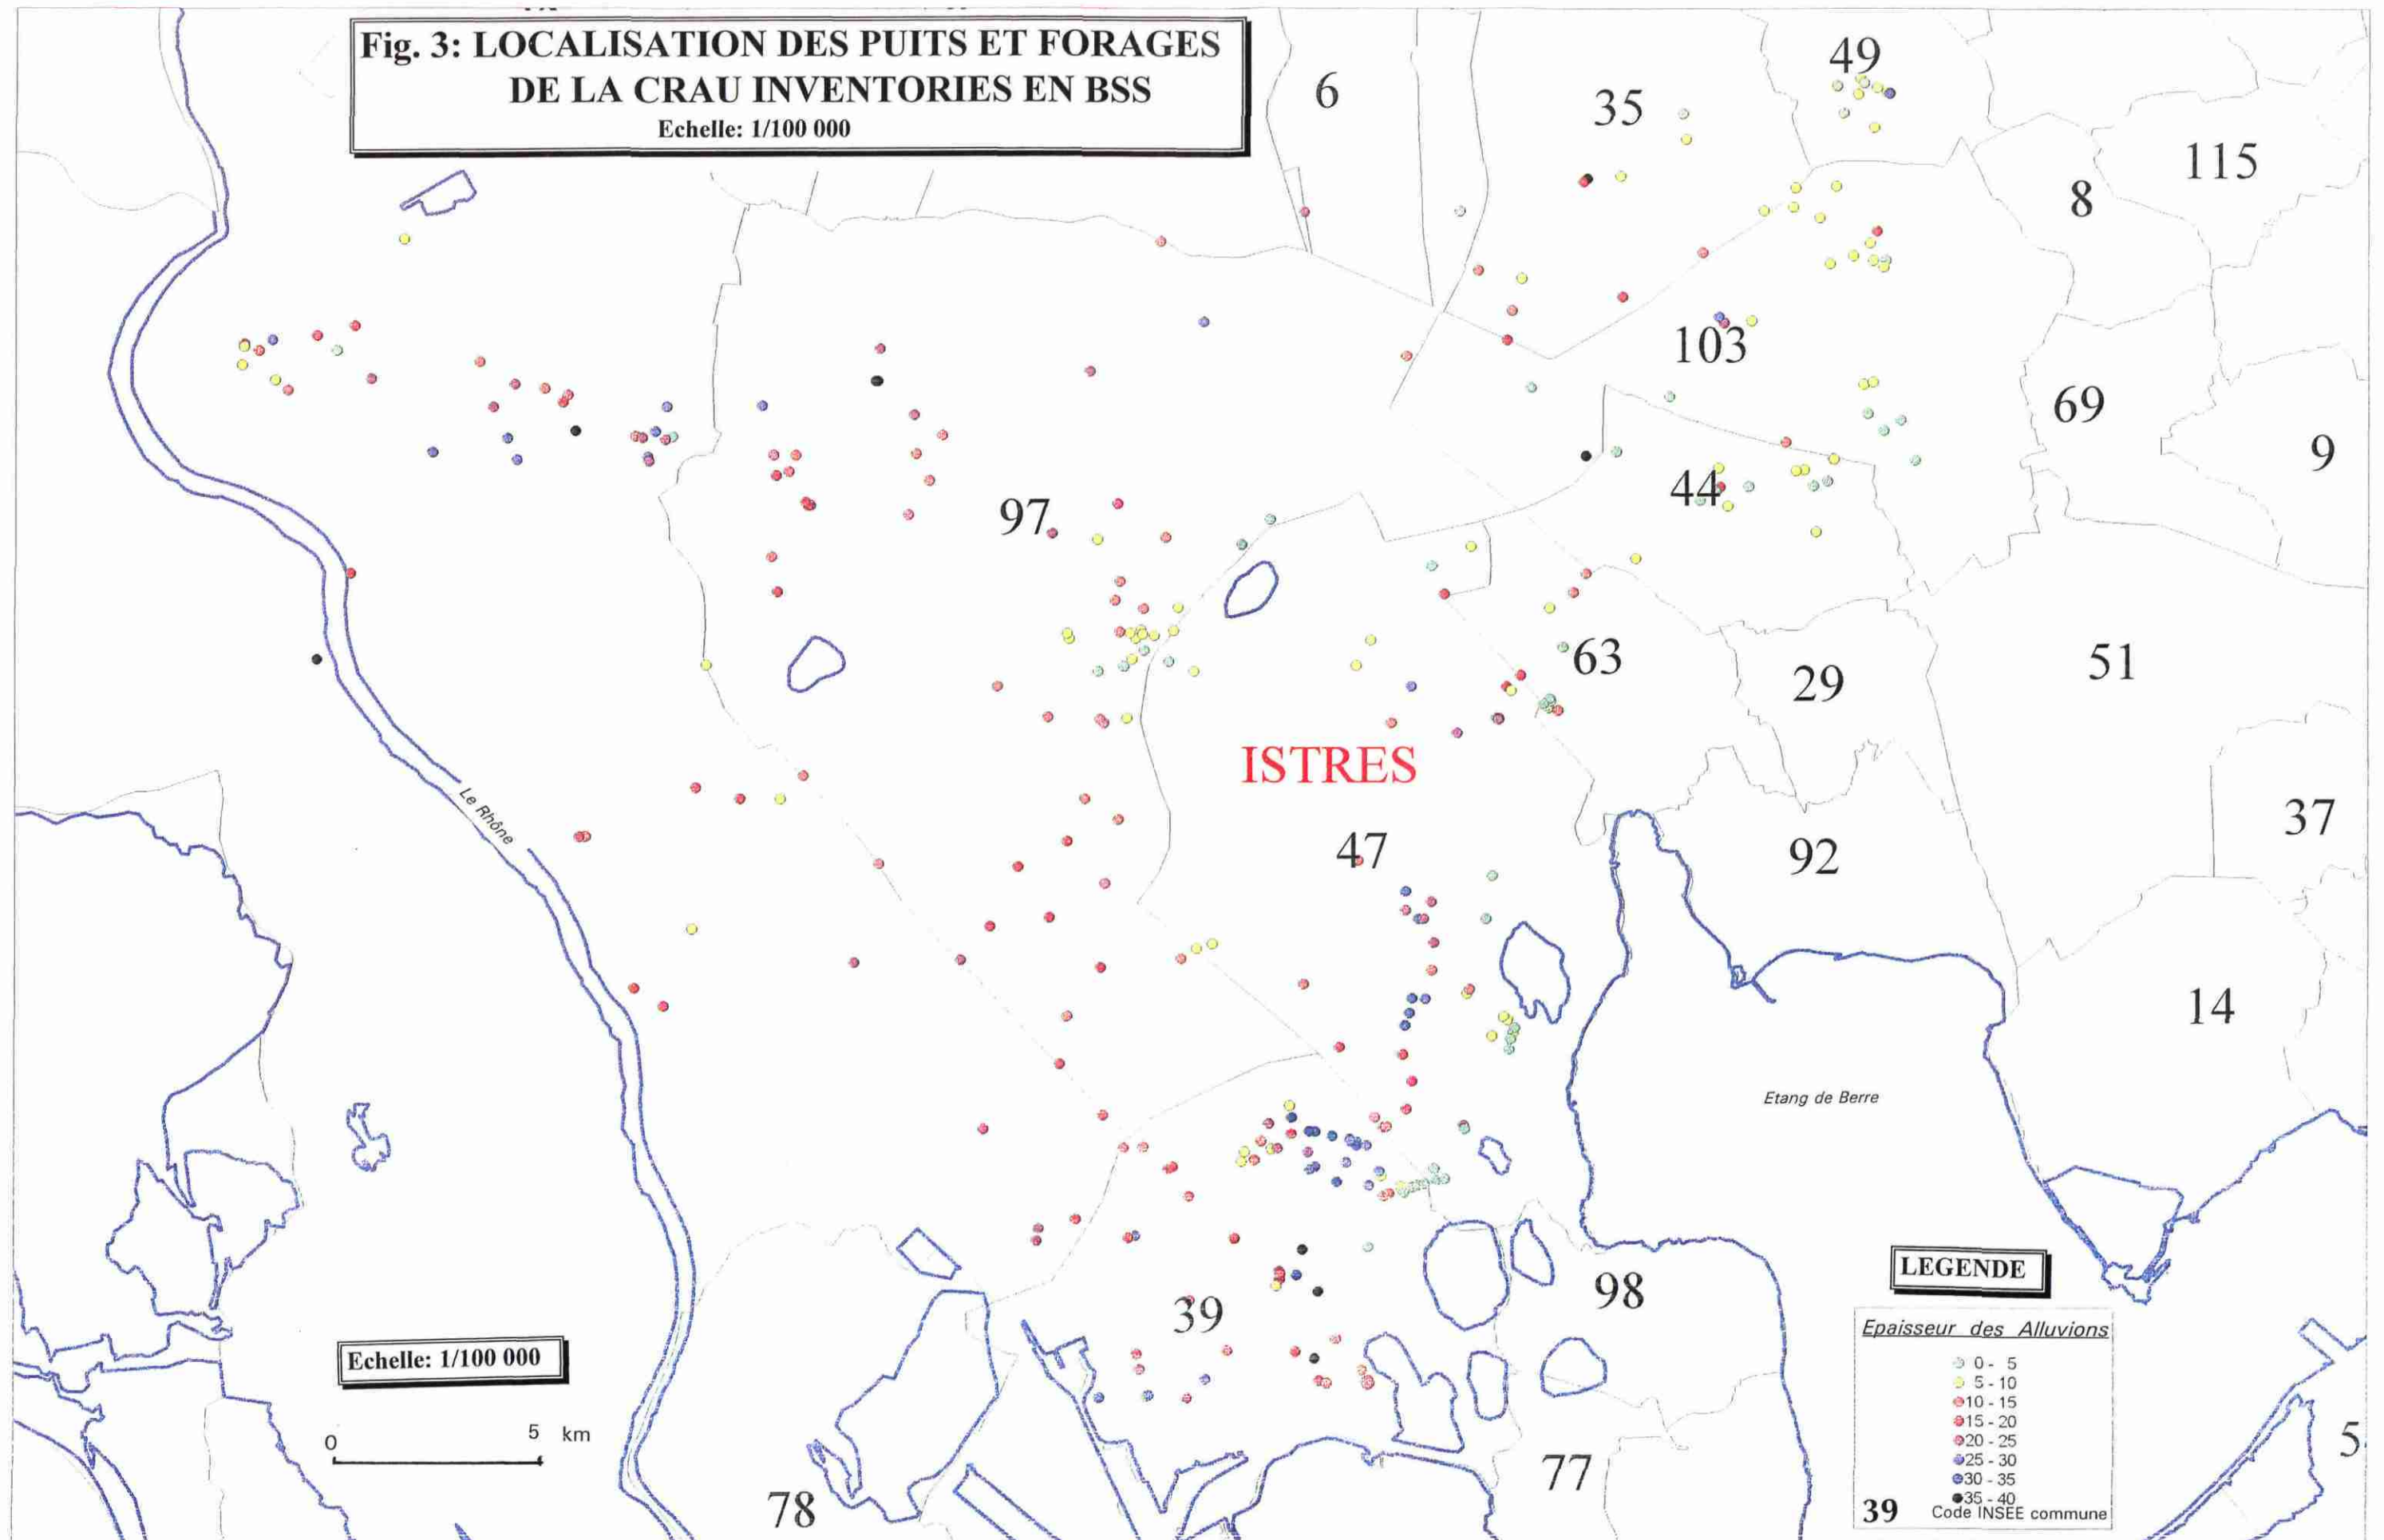 Fig. 3: LOCALISATION DES PUITS ET FORAGES
DE LA CRAU INVENTORIES EN BSS
Echelle: 1/100 000
6
35
49
115
8
103
69
9
44
97
63
29
51
ISTRES
Le Rhône
47
92
37
14
Etang de Berre
39
98
78
77
5
Echelle: 1/100 000
0 5 km
LEGENDE
Epaisseur des Alluvions
0 - 5
5 - 10
10 - 15
15 - 20
20 - 25
25 - 30
30 - 35
35 - 40
39 Code INSEE commune